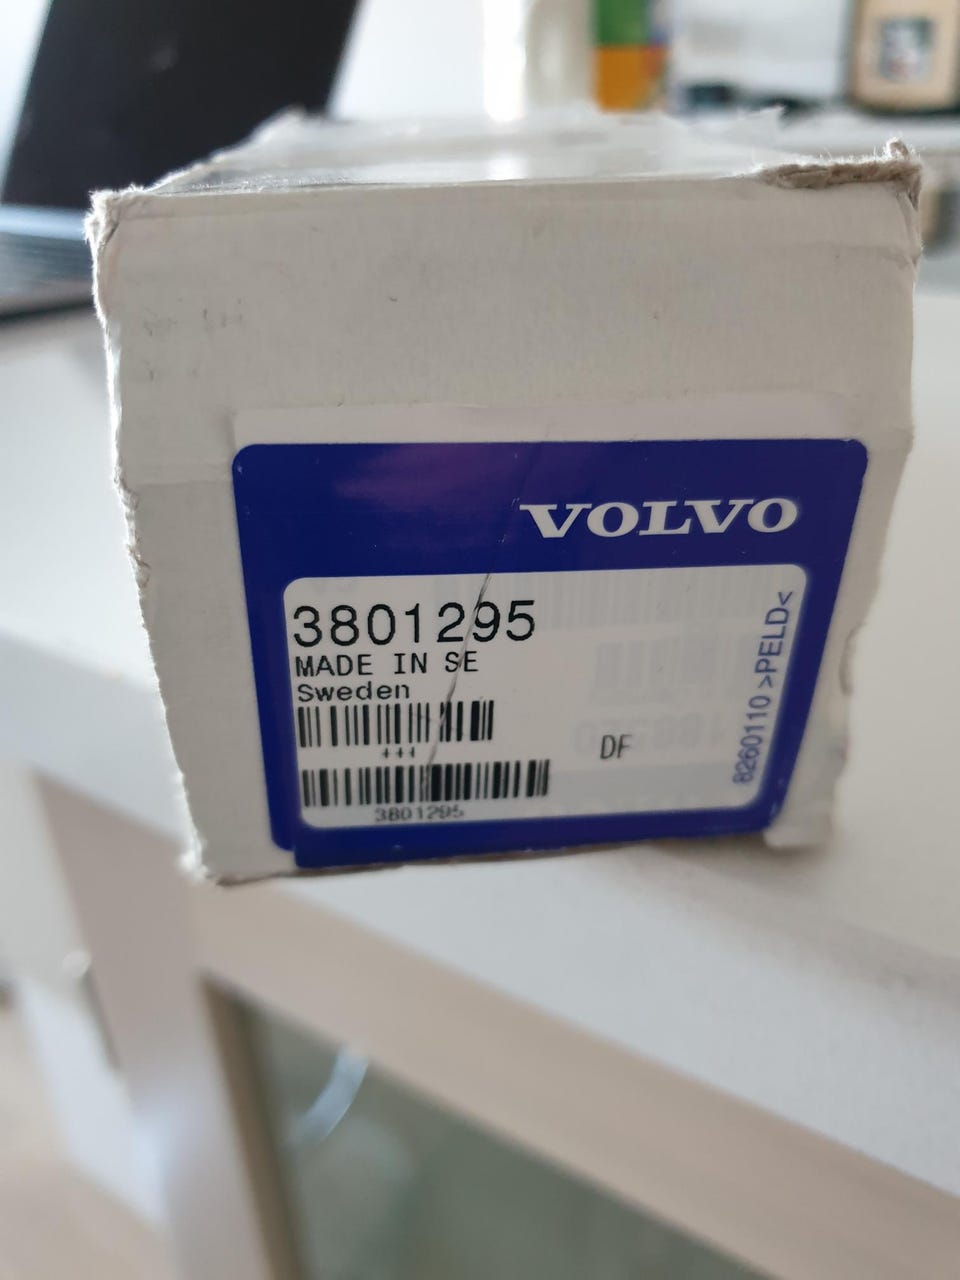 VOLVO
3801295
MADE IN SE
Sweden
+++
DF
3801295
8260110 >PELD<